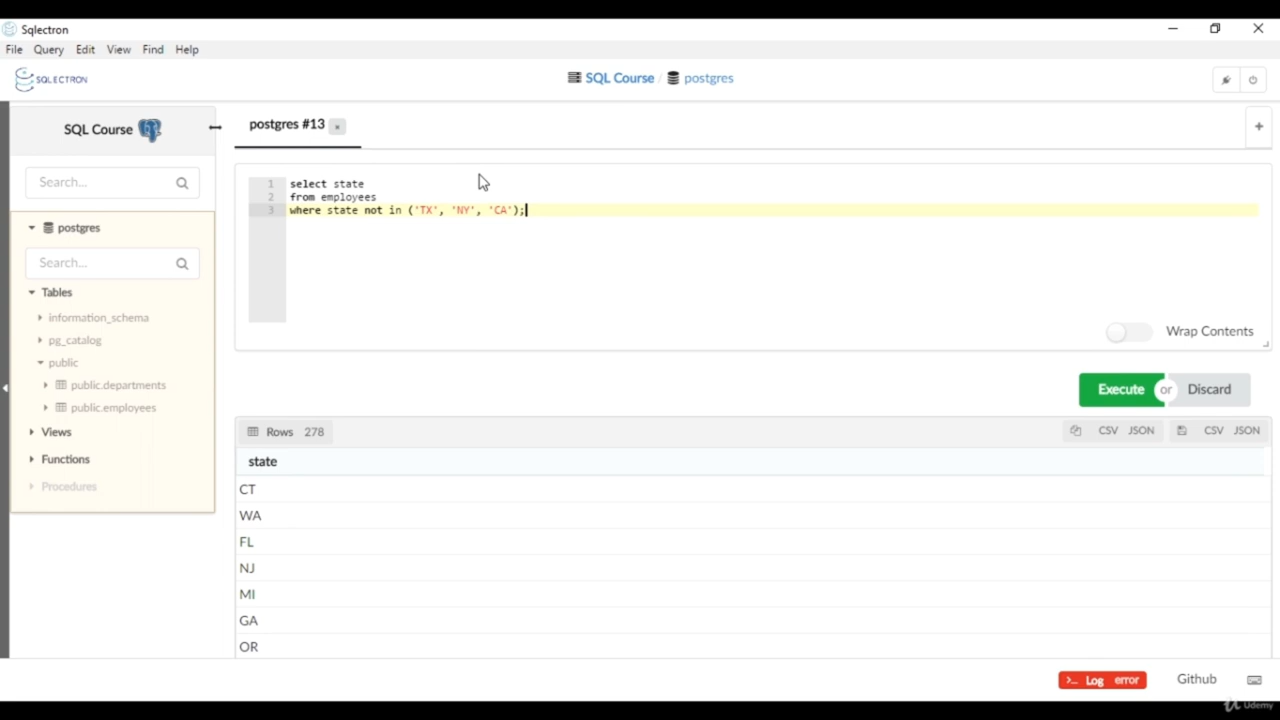 Sqlectron
File Query Edit View Find Help
SQLECTRON
SQL Course / postgres
SQL Course
postgres #13
Search...
1 select state
2 from employees
3 where state not in ('TX', 'NY', 'CA');
postgres
Search...
Tables
information_schema
pg_catalog
public
public.departments
public.employees
Views
Functions
Procedures
Wrap Contents
Execute or Discard
Rows 278
CSV JSON CSV JSON
state
CT
WA
FL
NJ
MI
GA
OR
>_ Log error
Github
Udemy